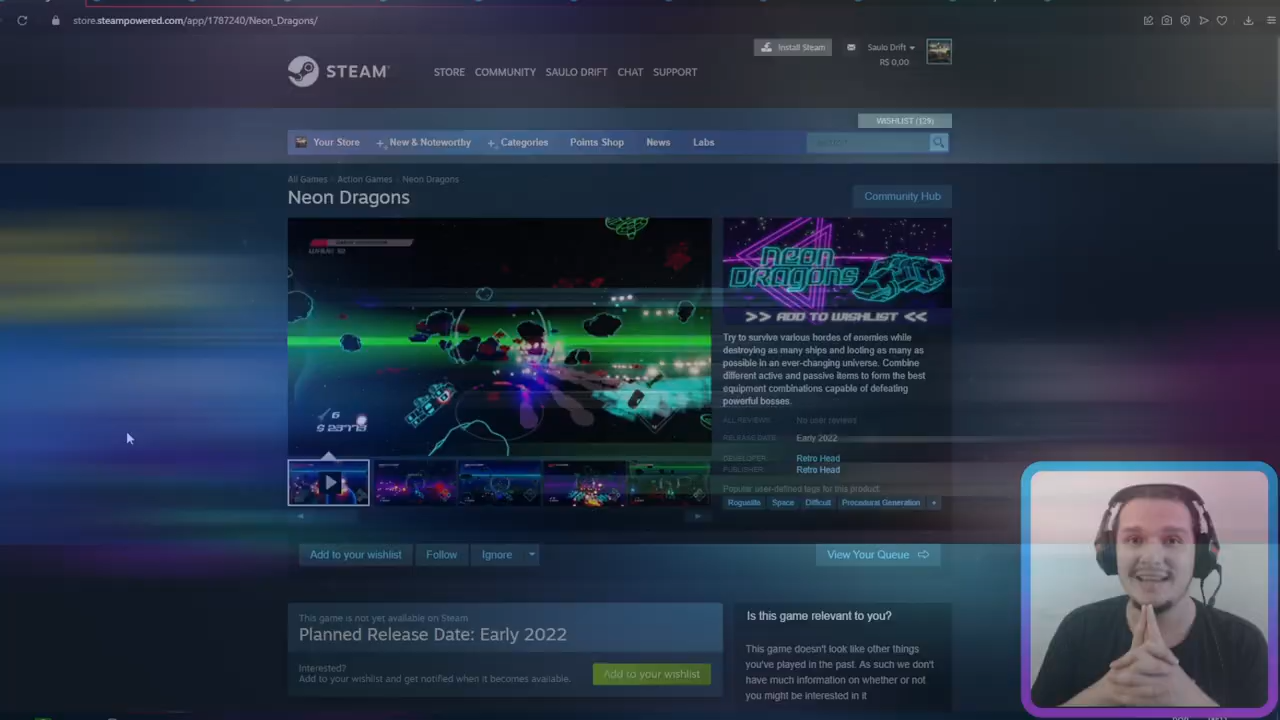 store.steampowered.com/app/1787240/Neon_Dragons/
Install Steam
Saulo Drift
R$ 0,00
STEAM
STORE COMMUNITY SAULO DRIFT CHAT SUPPORT
WISHLIST (129)
Your Store New & Noteworthy Categories Points Shop News Labs
All Games Action Games Neon Dragons
Neon Dragons
Community Hub
NEON
DRAGONS
>> ADD TO WISHLIST <<
6
$ 23773
Try to survive various hordes of enemies while
destroying as many ships and looting as many as
possible in an ever-changing universe. Combine
different active and passive items to form the best
equipment combinations capable of defeating
powerful bosses.
ALL REVIEWS: No user reviews
RELEASE DATE: Early 2022
DEVELOPER: Retro Head
PUBLISHER: Retro Head
Popular user-defined tags for this product:
Roguelite Space Difficult Procedural Generation +
Add to your wishlist Follow Ignore
View Your Queue
This game is not yet available on Steam
Planned Release Date: Early 2022
Interested?
Add to your wishlist and get notified when it becomes available.
Add to your wishlist
Is this game relevant to you?
This game doesn't look like other things
you've played in the past. As such we don't
have much information on whether or not
you might be interested in it